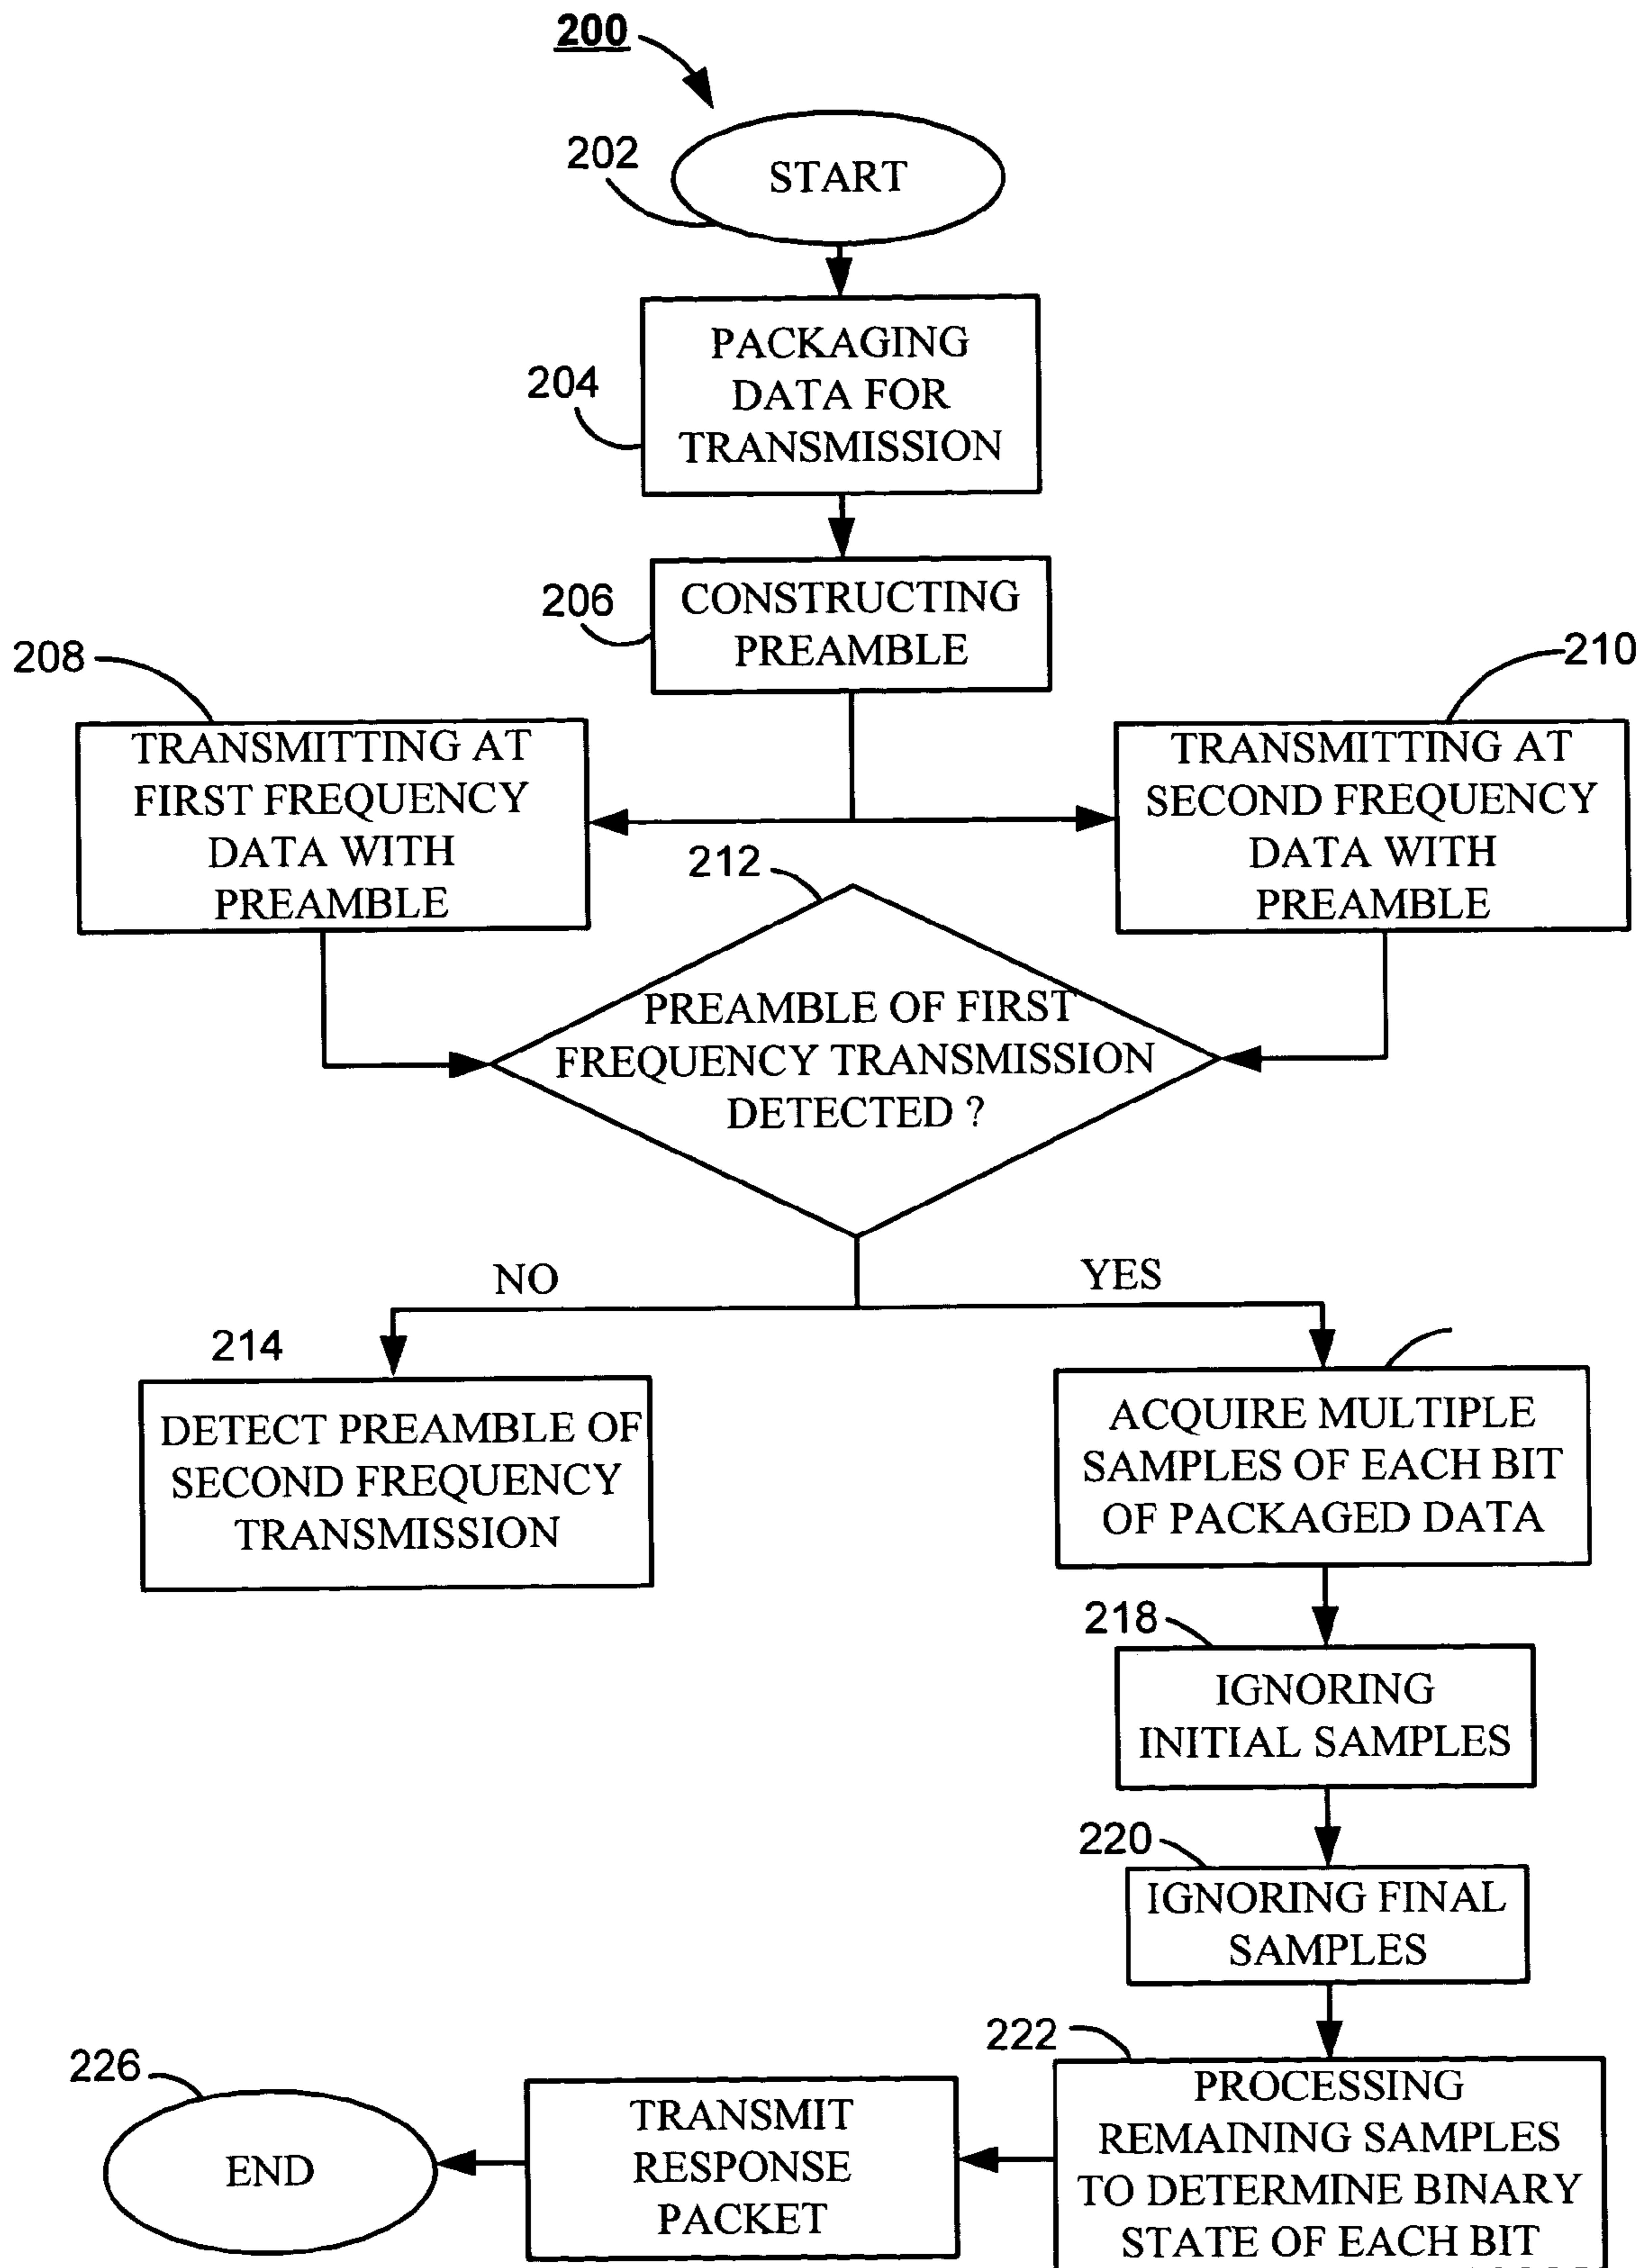 200
202
START
204
PACKAGING
DATA FOR
TRANSMISSION
206
CONSTRUCTING
PREAMBLE
208
TRANSMITTING AT
FIRST FREQUENCY
DATA WITH
PREAMBLE
210
TRANSMITTING AT
SECOND FREQUENCY
DATA WITH
PREAMBLE
212
PREAMBLE OF FIRST
FREQUENCY TRANSMISSION
DETECTED ?
NO
YES
214
DETECT PREAMBLE OF
SECOND FREQUENCY
TRANSMISSION
ACQUIRE MULTIPLE
SAMPLES OF EACH BIT
OF PACKAGED DATA
218
IGNORING
INITIAL SAMPLES
220
IGNORING FINAL
SAMPLES
222
PROCESSING
REMAINING SAMPLES
TO DETERMINE BINARY
STATE OF EACH BIT
TRANSMIT
RESPONSE
PACKET
226
END